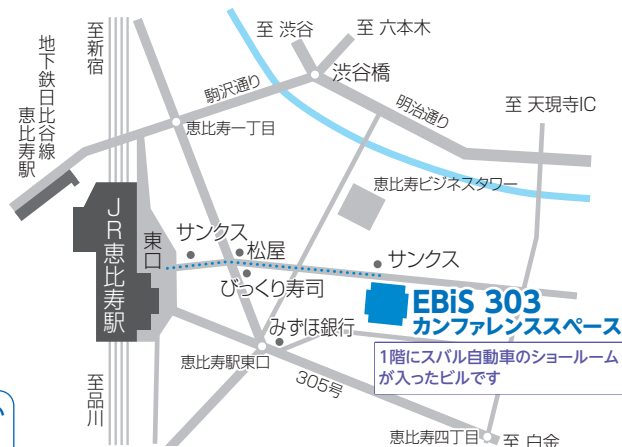 至 渋谷
至 六本木
至新宿
地下鉄日比谷線
恵比寿駅
駒沢通り
渋谷橋
明治通り
至 天現寺IC
恵比寿一丁目
恵比寿ビジネスタワー
JR恵比寿駅
東口
サンクス
松屋
サンクス
びっくり寿司
EBiS 303
カンファレンススペース
みずほ銀行
1階にスバル自動車のショールーム
が入ったビルです
恵比寿駅東口
305号
至品川
恵比寿四丁目
至 白金